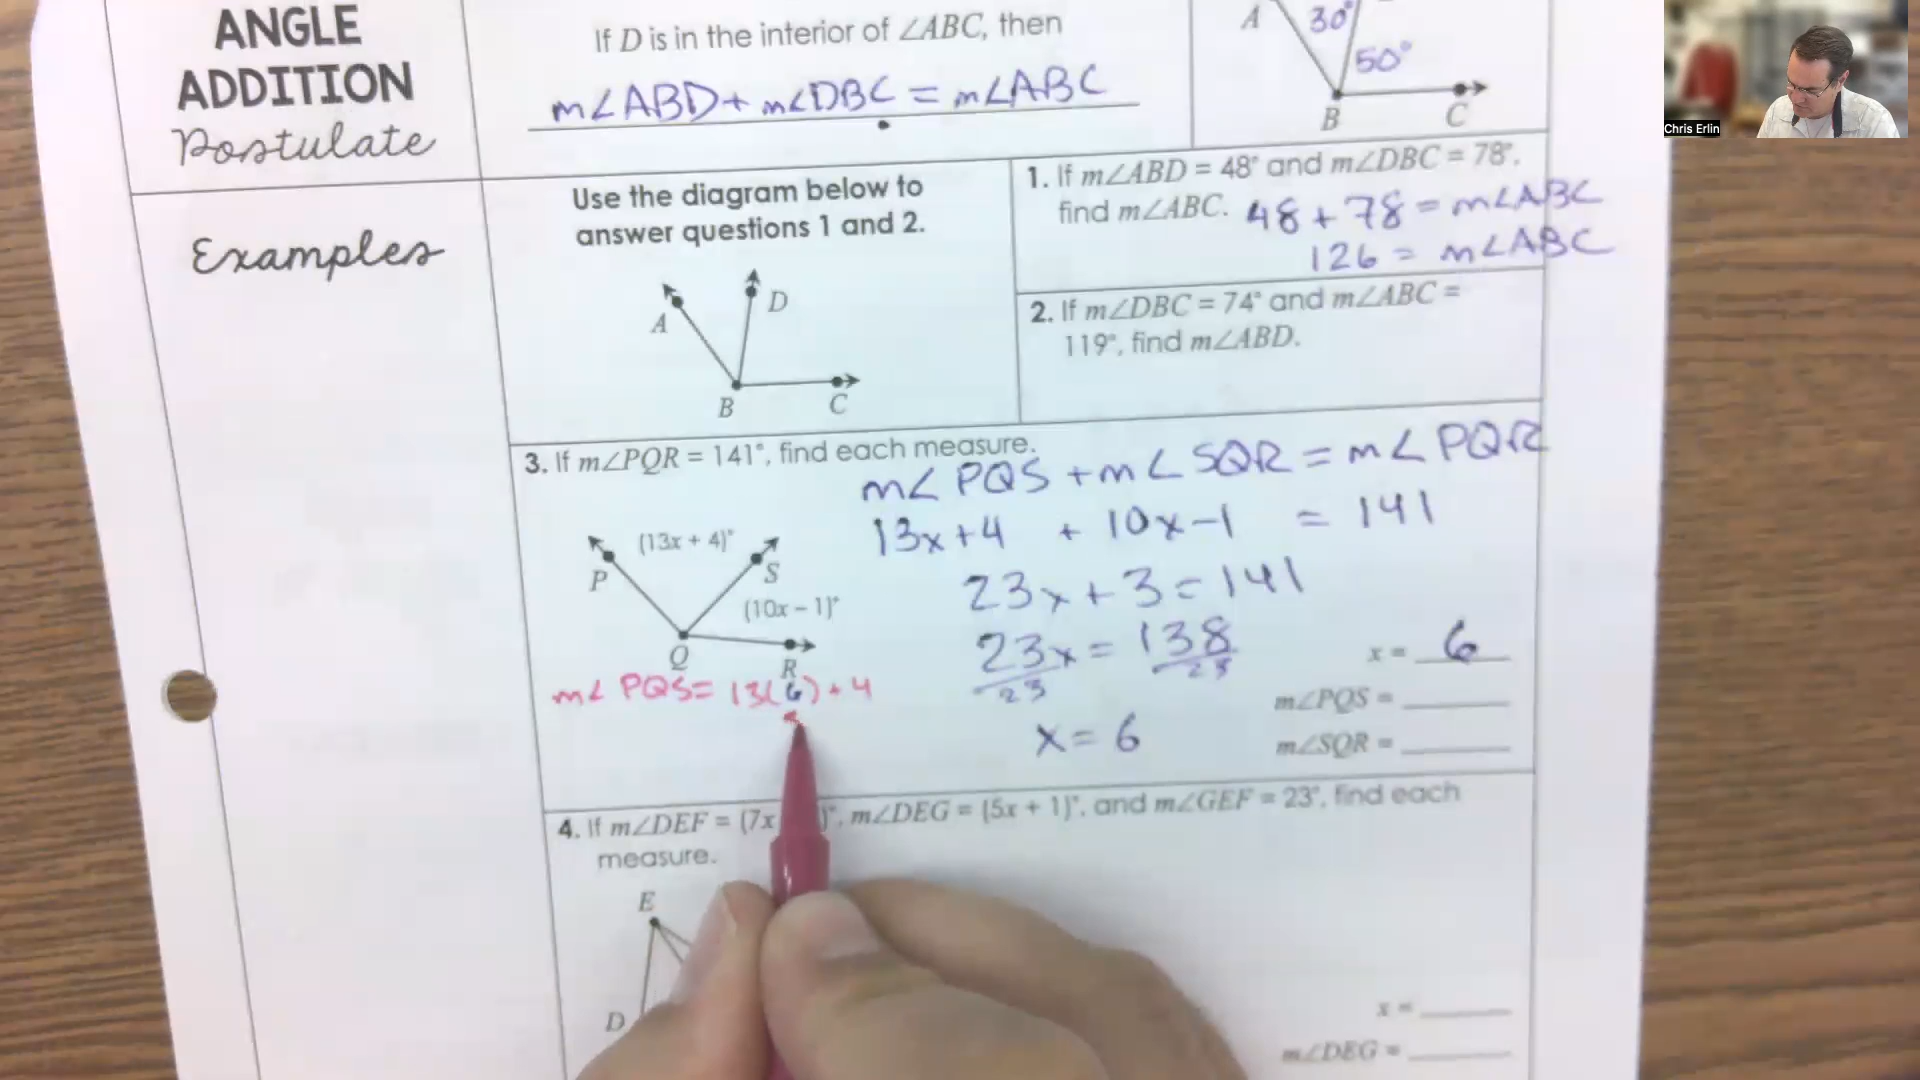 ANGLE
ADDITION
Postulate
If D is in the interior of ∠ABC, then
m∠ABD + m∠DBC = m∠ABC
A
30°
50°
B
C
Chris Erlin
Examples
Use the diagram below to
answer questions 1 and 2.
A
D
B
C
1. If m∠ABD = 48° and m∠DBC = 78°,
find m∠ABC. 48 + 78 = m∠ABC
126 = m∠ABC
2. If m∠DBC = 74° and m∠ABC =
119°, find m∠ABD.
3. If m∠PQR = 141°, find each measure.
m∠PQS + m∠SQR = m∠PQR
13x+4 + 10x-1 = 141
23x + 3 = 141
23x = 138
23 23
x = 6
(13x + 4)°
P
S
(10x – 1)°
Q
R
m∠PQS = 13(6) + 4
x = 6
m∠PQS =
m∠SQR =
4. If m∠DEF = (7x )°, m∠DEG = (5x + 1)°, and m∠GEF = 23°, find each
measure.
E
D
x =
m∠DEG =